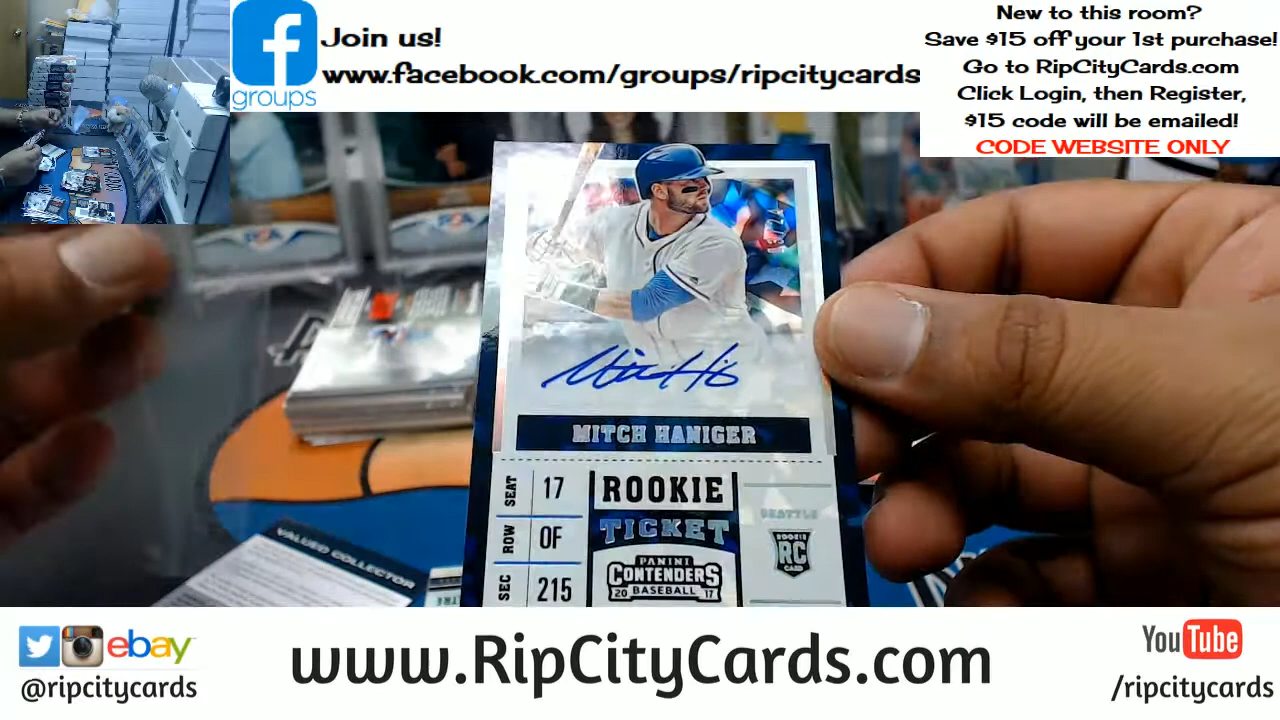 Join us!
www.facebook.com/groups/ripcitycards
groups
New to this room?
Save $15 off your 1st purchase!
Go to RipCityCards.com
Click Login, then Register,
$15 code will be emailed!
CODE WEBSITE ONLY
MITCH HANIGER
SEAT 17
ROW OF
SEC 215
ROOKIE
TICKET
PANINI
CONTENDERS
20 BASEBALL 17
SEATTLE
ROOKIE
RC
CARD
VALUED COLLECTOR
ebay
@ripcitycards
www.RipCityCards.com
YouTube
/ripcitycards